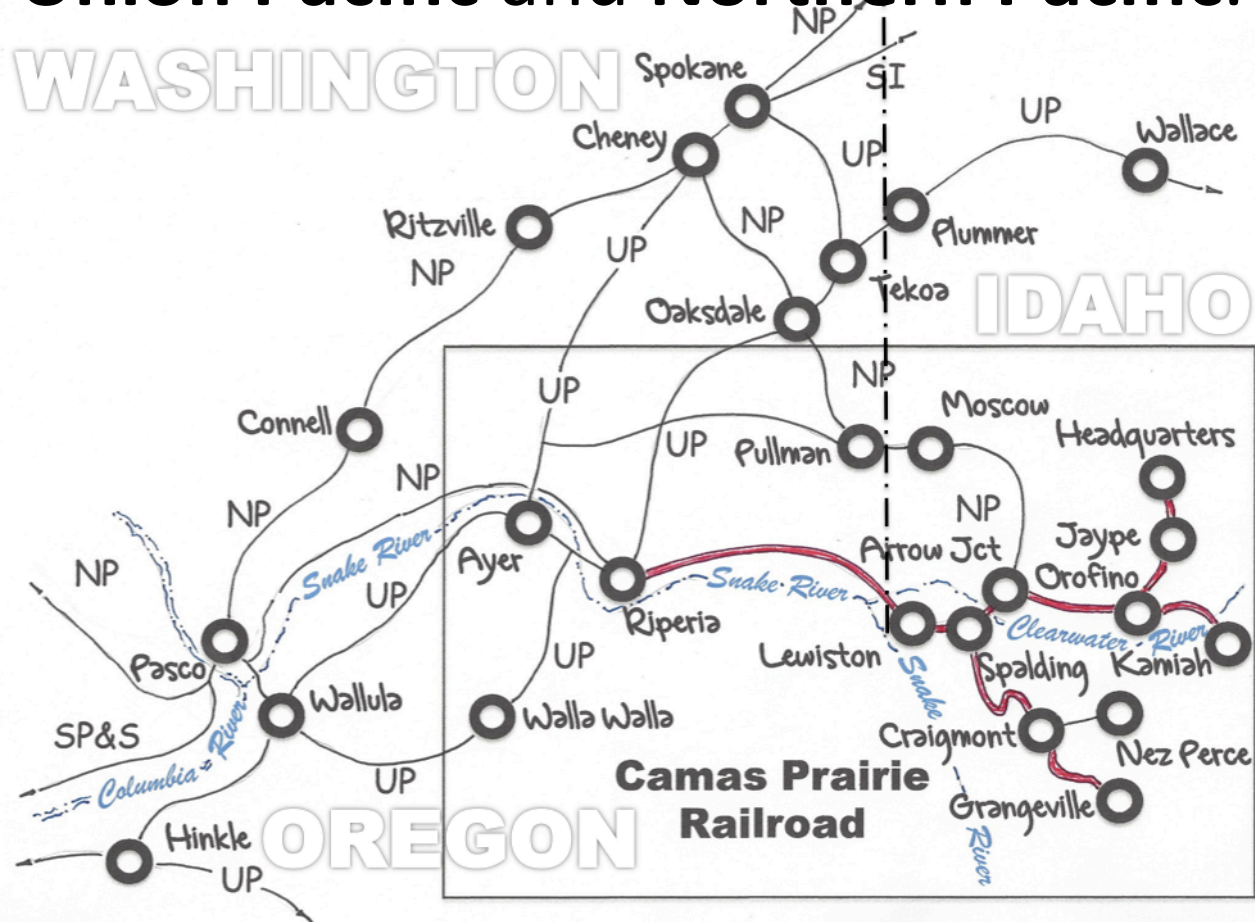 Union Pacific and Northern Pacific.
WASHINGTON
NP
Spokane
SI
Cheney
UP
UP
Wallace
Ritzville
NP
UP
NP
Plummer
Tekoa
IDAHO
Oaksdale
NP
UP
Connell
UP
Pullman
Moscow
Headquarters
NP
NP
NP
Snake River
Ayer
Arrow Jct
Jaype
Orofino
NP
UP
Snake River
Riperia
Clearwater River
Pasco
Lewiston
Spalding
Kamiah
UP
Snake
River
Wallula
Walla Walla
SP&S
Columbia River
Craigmont
Nez Perce
UP
Camas Prairie
Railroad
Grangeville
Hinkle
OREGON
UP